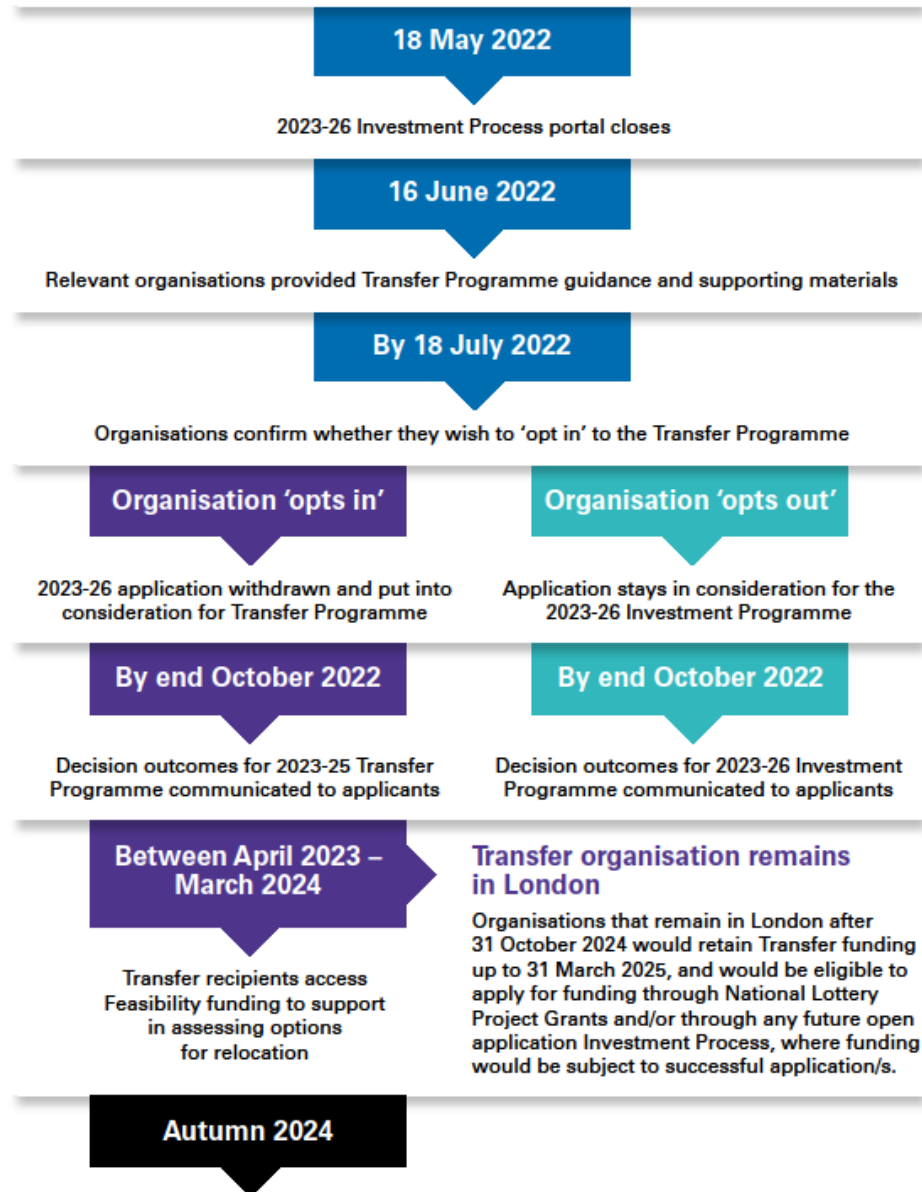 18 May 2022
2023-26 Investment Process portal closes
16 June 2022
Relevant organisations provided Transfer Programme guidance and supporting materials
By 18 July 2022
Organisations confirm whether they wish to ‘opt in’ to the Transfer Programme
Organisation ‘opts in’
2023-26 application withdrawn and put into
consideration for Transfer Programme
Organisation ‘opts out’
Application stays in consideration for the
2023-26 Investment Programme
By end October 2022
Decision outcomes for 2023-25 Transfer
Programme communicated to applicants
By end October 2022
Decision outcomes for 2023-26 Investment
Programme communicated to applicants
Between April 2023 –
March 2024
Transfer recipients access
Feasibility funding to support
in assessing options
for relocation
Transfer organisation remains
in London
Organisations that remain in London after
31 October 2024 would retain Transfer funding
up to 31 March 2025, and would be eligible to
apply for funding through National Lottery
Project Grants and/or through any future open
application Investment Process, where funding
would be subject to successful application/s.
Autumn 2024